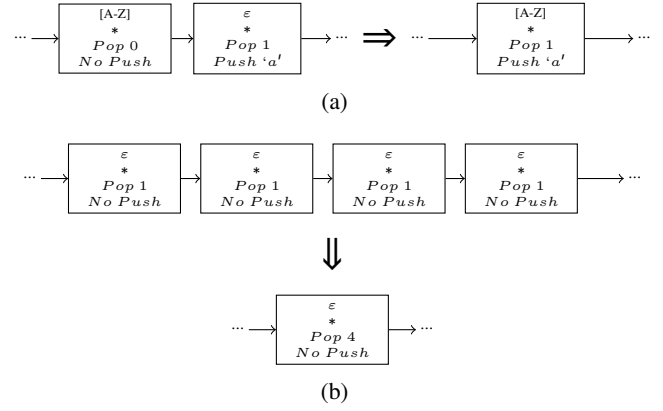 ... [A-Z] ε ... ⇒ ... [A-Z] ...
* * *
Pop 0 Pop 1 Pop 1
No Push Push ‘a′ Push ‘a′
(a)
... ε ε ε ε ...
* * * *
Pop 1 Pop 1 Pop 1 Pop 1
No Push No Push No Push No Push
⇓
... ε ...
*
Pop 4
No Push
(b)